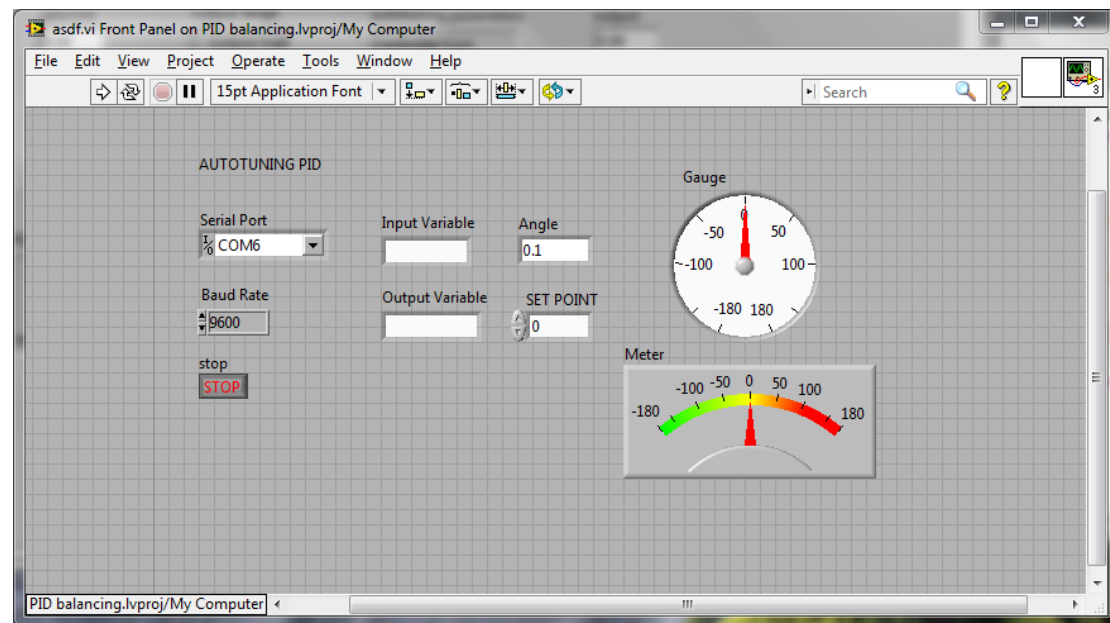 asdf.vi Front Panel on PID balancing.lvproj/My Computer
File Edit View Project Operate Tools Window Help
15pt Application Font
Search
3
AUTOTUNING PID
Serial Port
COM6
Baud Rate
9600
stop
STOP
Input Variable
Output Variable
Angle
0.1
SET POINT
0
Gauge
0
-50 50
-100 100
-180 180
Meter
-180 -100 -50 0 50 100 180
PID balancing.lvproj/My Computer